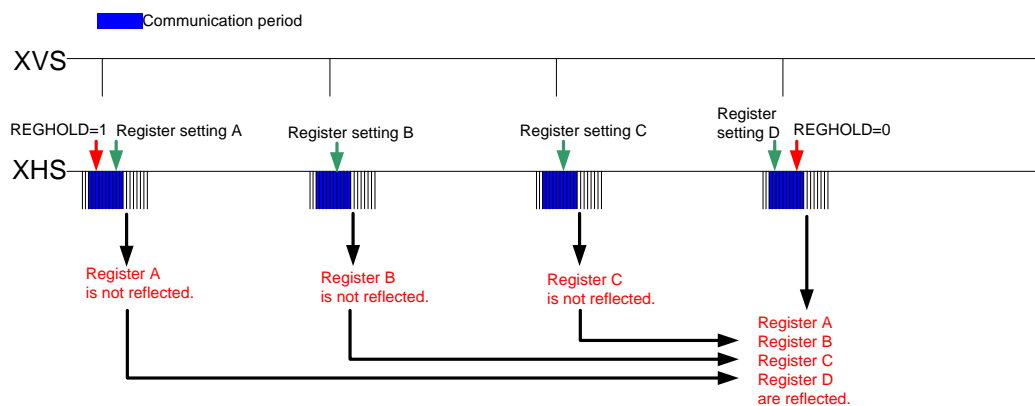 Communication period
XVS
REGHOLD=1
Register setting A
Register setting B
Register setting C
Register
setting D
REGHOLD=0
XHS
Register A
is not reflected.
Register B
is not reflected.
Register C
is not reflected.
Register A
Register B
Register C
Register D
are reflected.